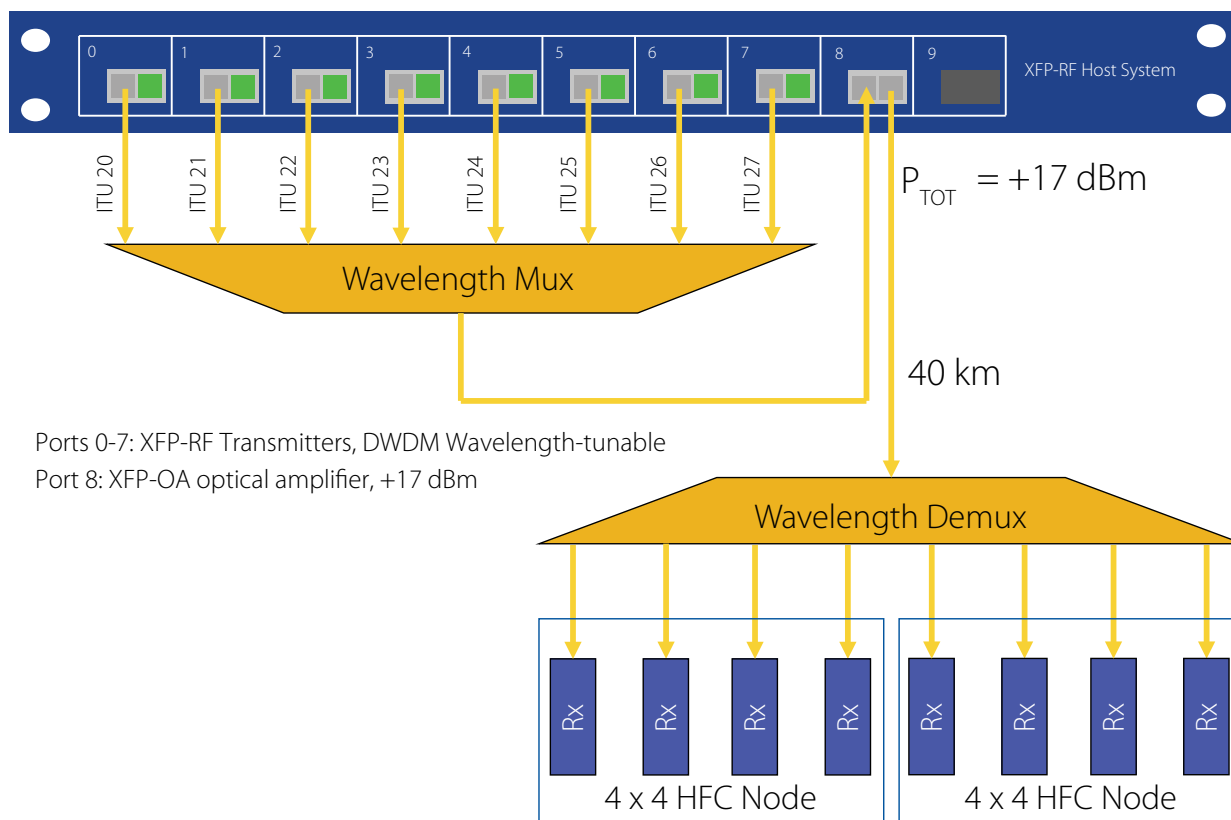 0 1 2 3 4 5 6 7 8 9
XFP-RF Host System
ITU 20
ITU 21
ITU 22
ITU 23
ITU 24
ITU 25
ITU 26
ITU 27
P_TOT = +17 dBm
Wavelength Mux
40 km
Ports 0-7: XFP-RF Transmitters, DWDM Wavelength-tunable
Port 8: XFP-OA optical amplifier, +17 dBm
Wavelength Demux
Rx Rx Rx Rx Rx Rx Rx Rx
4 x 4 HFC Node
4 x 4 HFC Node